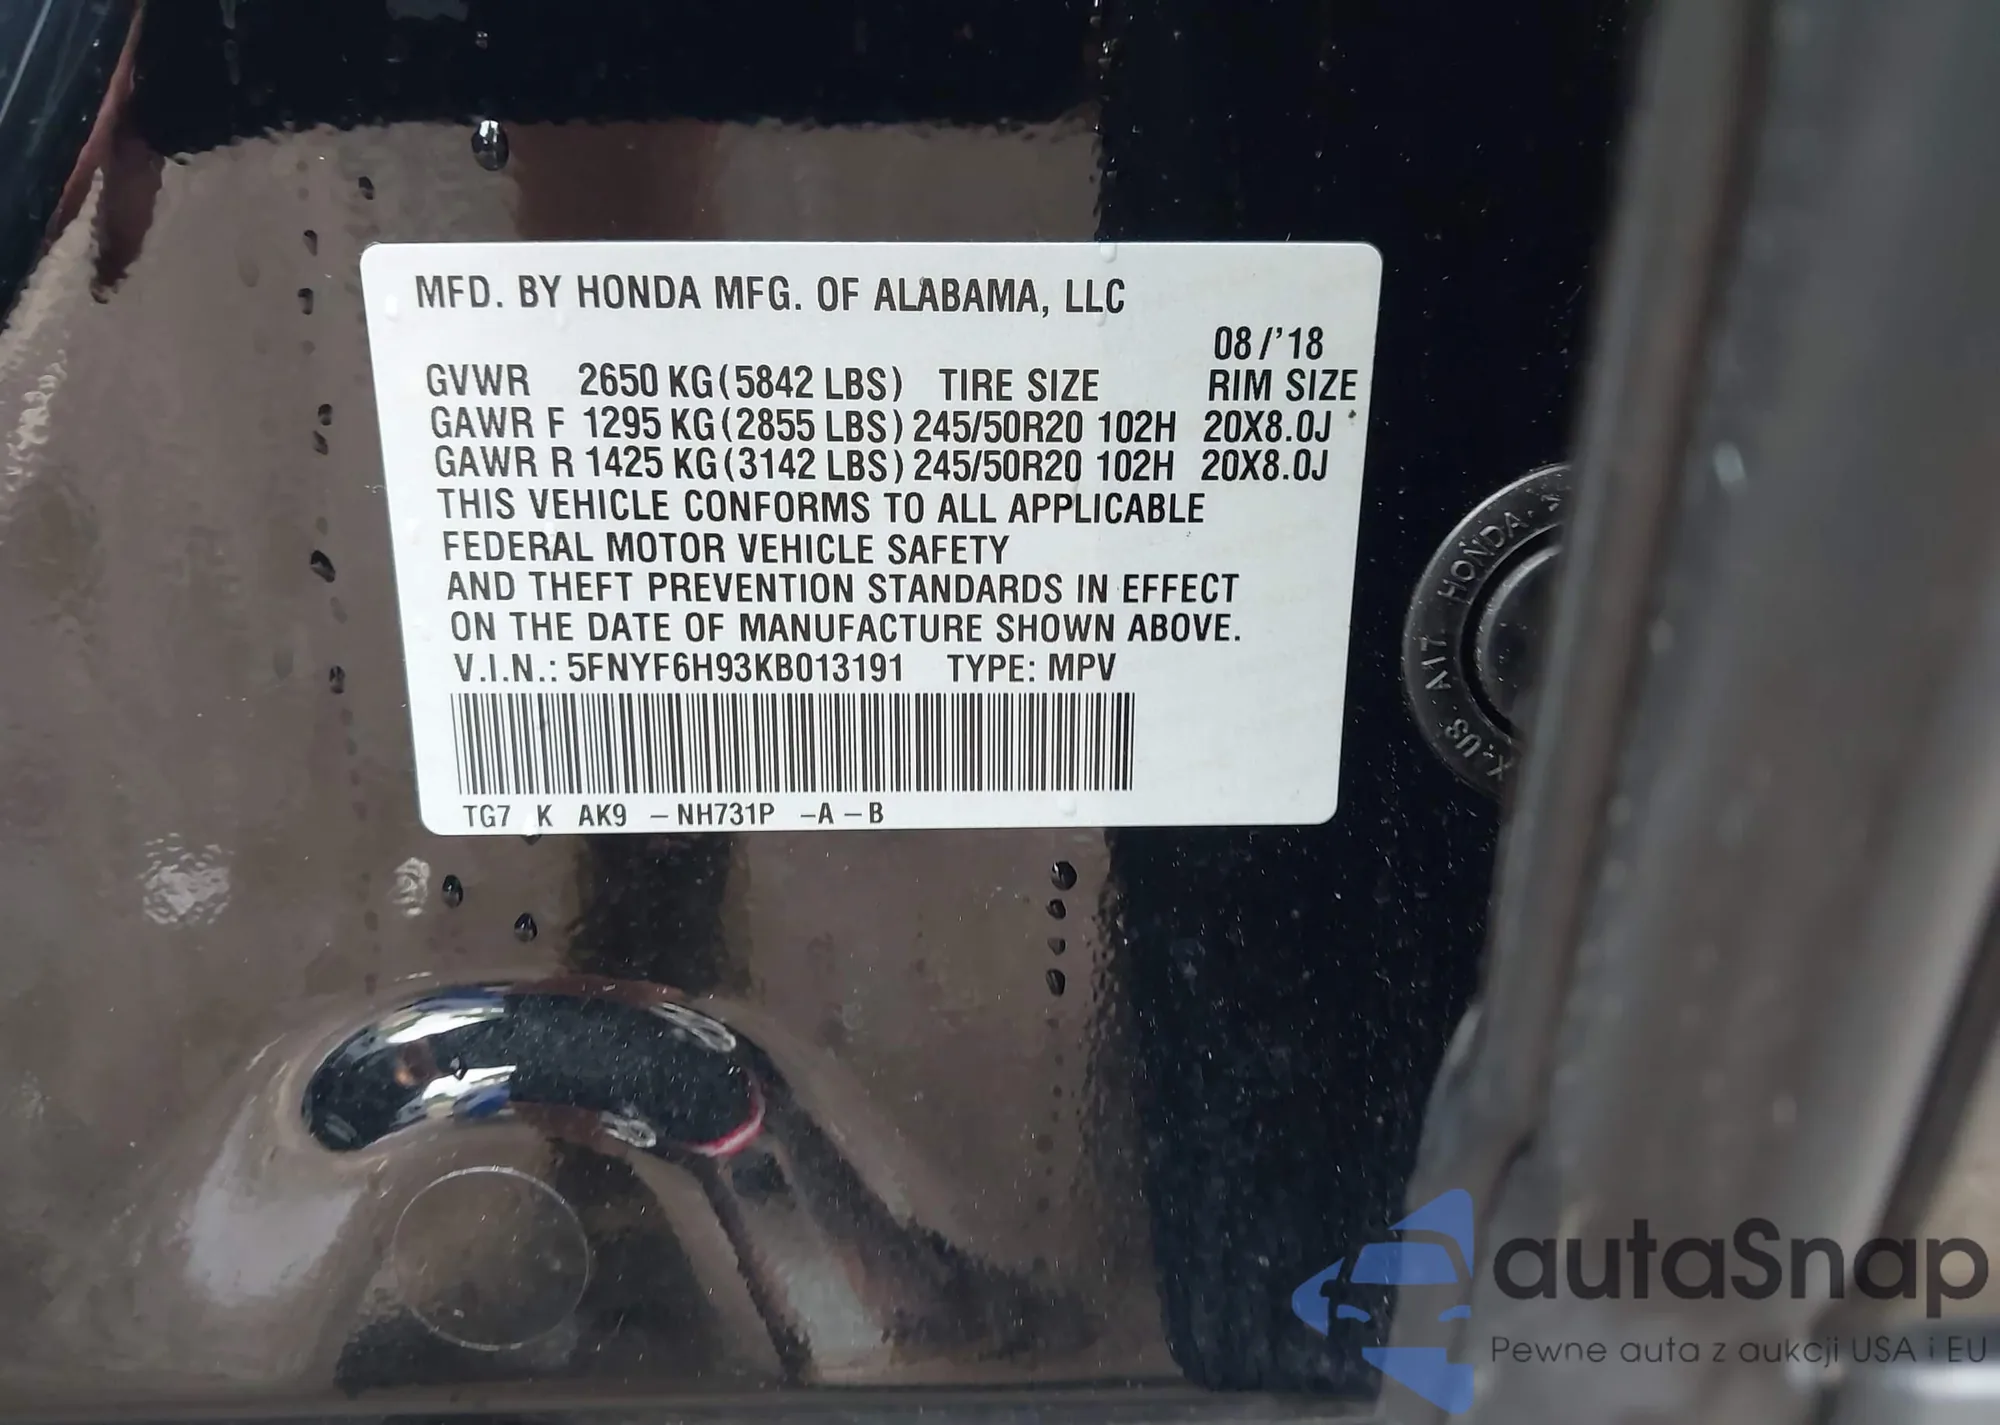 MFD. BY HONDA MFG. OF ALABAMA, LLC
08/'18
GVWR 2650 KG(5842 LBS) TIRE SIZE RIM SIZE
GAWR F 1295 KG(2855 LBS) 245/50R20 102H 20X8.0J
GAWR R 1425 KG(3142 LBS) 245/50R20 102H 20X8.0J
THIS VEHICLE CONFORMS TO ALL APPLICABLE
FEDERAL MOTOR VEHICLE SAFETY
AND THEFT PREVENTION STANDARDS IN EFFECT
ON THE DATE OF MANUFACTURE SHOWN ABOVE.
V.I.N.: 5FNYF6H93KB013191 TYPE: MPV
TG7 K AK9 –NH731P –A –B
HONDA
autaSnap
Pewne auta z aukcji USA i EU